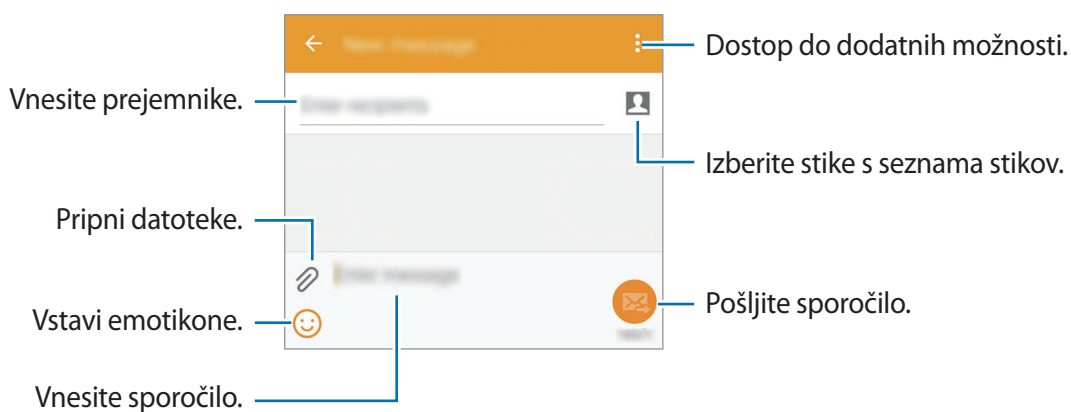 Dostop do dodatnih možnosti.
Vnesite prejemnike.
Izberite stike s seznama stikov.
Pripni datoteke.
Pošljite sporočilo.
Vstavi emotikone.
Vnesite sporočilo.